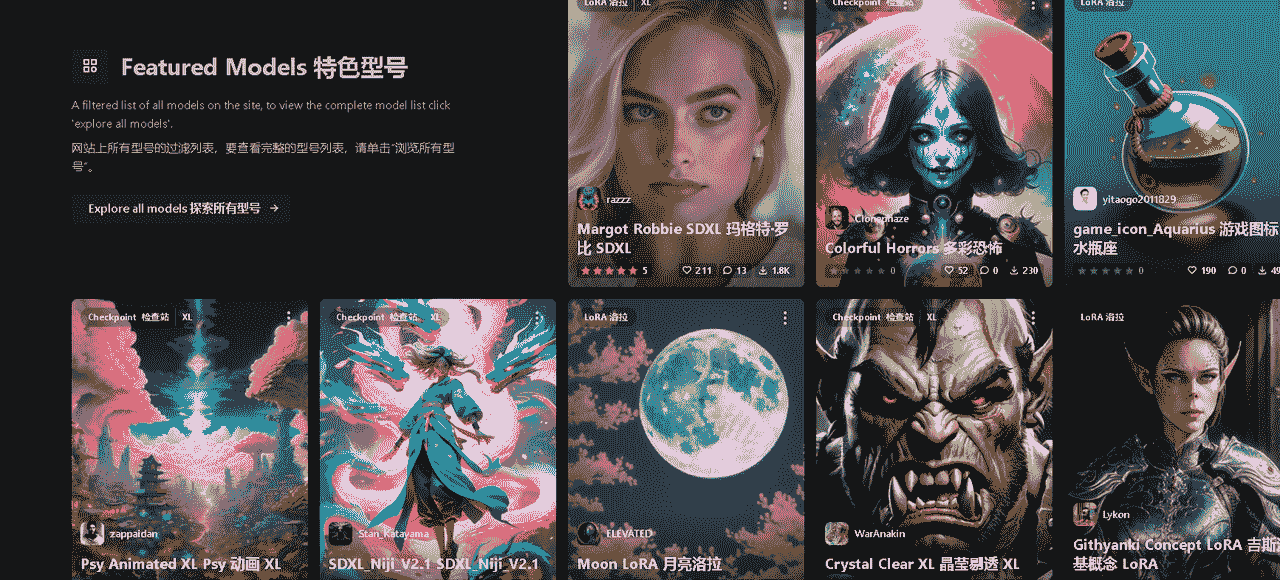 Featured Models 特色型号
A filtered list of all models on the site, to view the complete model list click
'explore all models'.
网站上所有型号的过滤列表，要查看完整的型号列表，请单击“浏览所有型
号”。
Explore all models 探索所有型号 →
LoRA 洛拉 XL
razzz
Margot Robbie SDXL 玛格特·罗
比 SDXL
5 211 13 1.8K
Checkpoint 检查站 XL
Clonephaze
Colorful Horrors 多彩恐怖
0 52 0 230
LoRA 洛拉
yitaogo2011829
game_icon_Aquarius 游戏图标
水瓶座
0 190 0
Checkpoint 检查站 XL
zappaidan
Psy Animated XL Psy 动画 XL
Checkpoint 检查站 XL
Stan_Katayama
SDXL_Niji_V2.1 SDXL_Niji_V2.1
LoRA 洛拉
ELEVATED
Moon LoRA 月亮洛拉
Checkpoint 检查站 XL
WarAnakin
Crystal Clear XL 晶莹剔透 XL
LoRA 洛拉
Lykon
Githyanki Concept LoRA 吉斯
基概念 LoRA